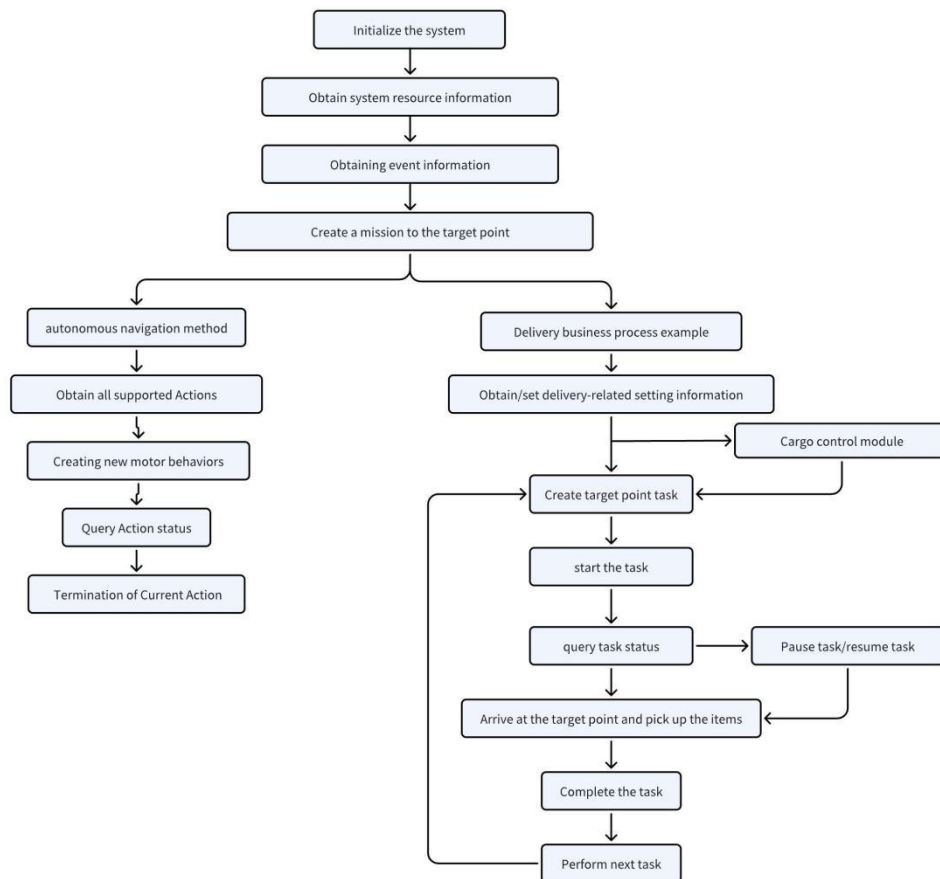 Initialize the system
Obtain system resource information
Obtaining event information
Create a mission to the target point
autonomous navigation method
Obtain all supported Actions
Creating new motor behaviors
Query Action status
Termination of Current Action
Delivery business process example
Obtain/set delivery-related setting information
Cargo control module
Create target point task
start the task
query task status
Pause task/resume task
Arrive at the target point and pick up the items
Complete the task
Perform next task